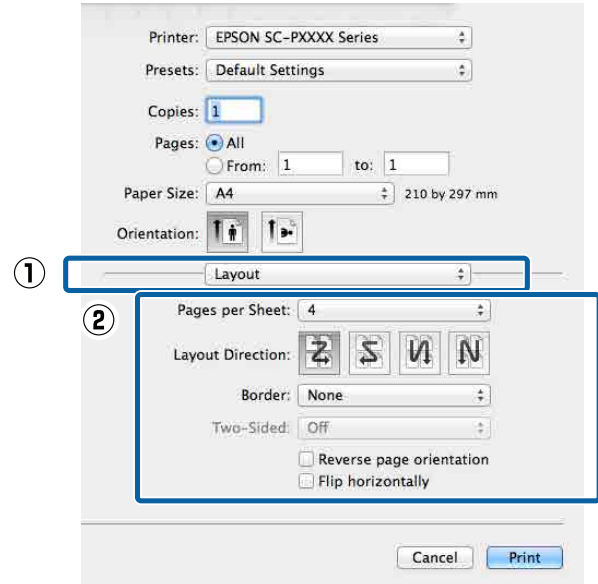 Printer: EPSON SC-PXXXX Series
Presets: Default Settings
Copies: 1
Pages: All
From: 1 to: 1
Paper Size: A4 210 by 297 mm
Orientation:
① Layout
② Pages per Sheet: 4
Layout Direction:
Border: None
Two-Sided: Off
Reverse page orientation
Flip horizontally
Cancel Print